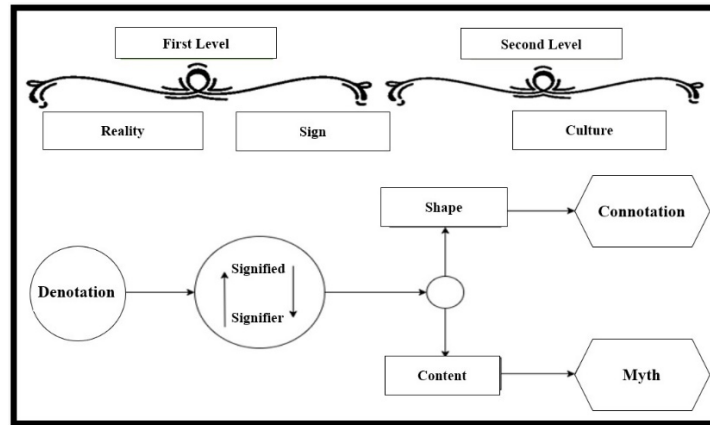 First Level
Second Level
Reality
Sign
Culture
Shape
Connotation
Signified
Denotation
Signifier
Content
Myth